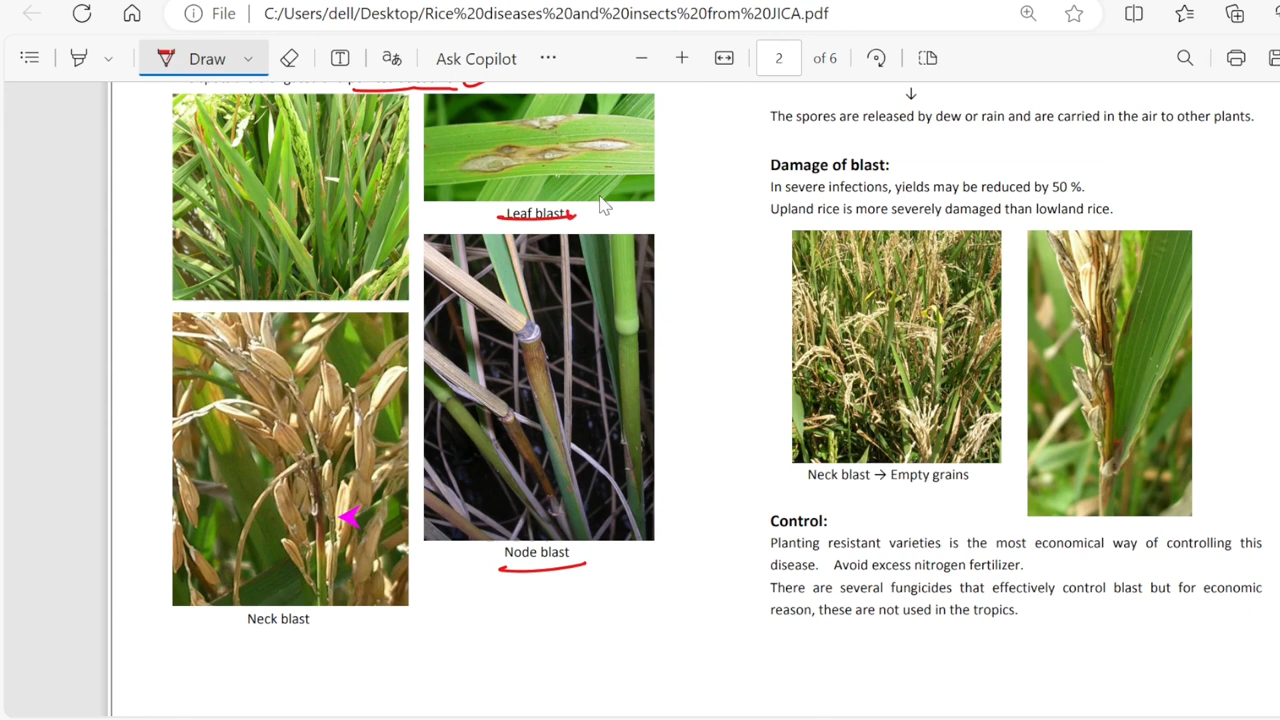 File
C:/Users/dell/Desktop/Rice%20diseases%20and%20insects%20from%20JICA.pdf
Draw
Ask Copilot
2
of 6
Leaf blast
Node blast
Neck blast
The spores are released by dew or rain and are carried in the air to other plants.
Damage of blast:
In severe infections, yields may be reduced by 50 %.
Upland rice is more severely damaged than lowland rice.
Neck blast → Empty grains
Control:
Planting resistant varieties is the most economical way of controlling this
disease. Avoid excess nitrogen fertilizer.
There are several fungicides that effectively control blast but for economic
reason, these are not used in the tropics.